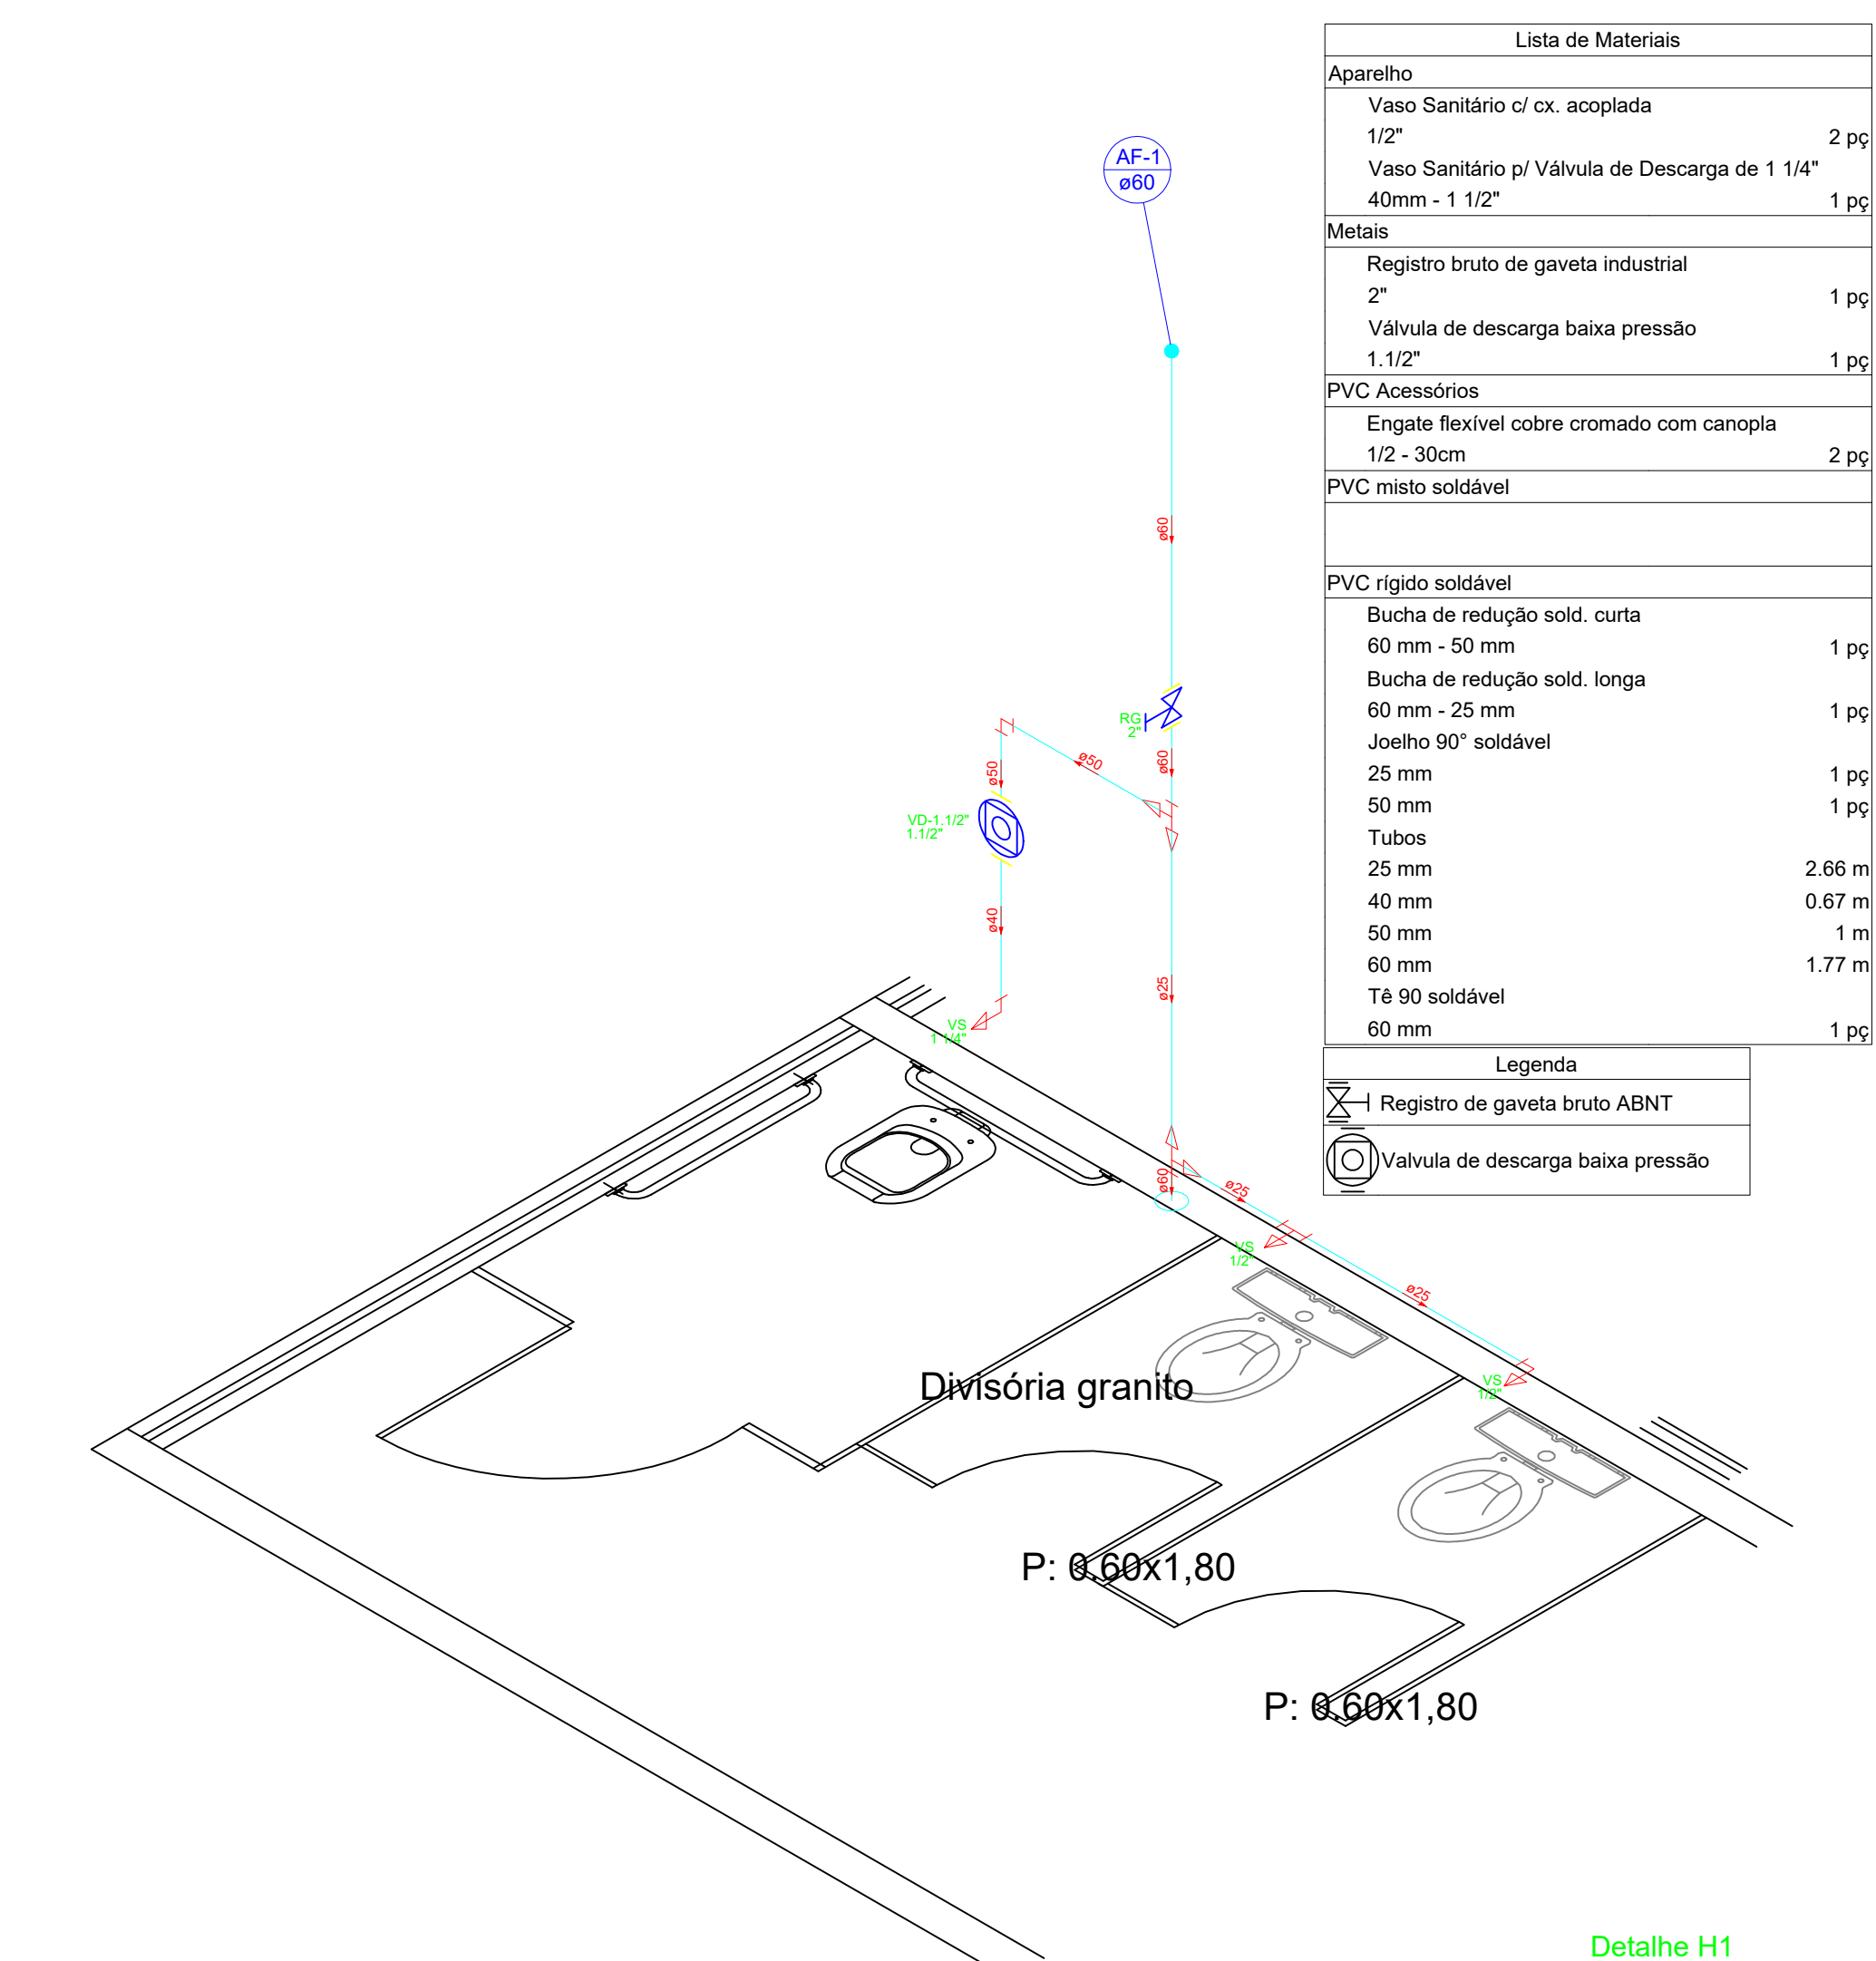 Lista de Materiais
Aparelho
Vaso Sanitário c/ cx. acoplada
1/2" 2 pç
Vaso Sanitário p/ Válvula de Descarga de 1 1/4"
40mm - 1 1/2" 1 pç
Metais
Registro bruto de gaveta industrial
2" 1 pç
Válvula de descarga baixa pressão
1.1/2" 1 pç
PVC Acessórios
Engate flexível cobre cromado com canopla
1/2 - 30cm 2 pç
PVC misto soldável
PVC rígido soldável
Bucha de redução sold. curta
60 mm - 50 mm 1 pç
Bucha de redução sold. longa
60 mm - 25 mm 1 pç
Joelho 90° soldável
25 mm 1 pç
50 mm 1 pç
Tubos
25 mm 2.66 m
40 mm 0.67 m
50 mm 1 m
60 mm 1.77 m
Tê 90 soldável
60 mm 1 pç
Legenda
Registro de gaveta bruto ABNT
Valvula de descarga baixa pressão
AF-1
ø60
ø60
RG
2"
ø50
ø60
ø50
VD-1.1/2"
1.1/2"
ø40
ø25
VS
1 1/4"
ø60
ø25
VS
1/2"
ø25
VS
1/2"
Divisória granito
P: 0.60x1,80
P: 0.60x1,80
Detalhe H1